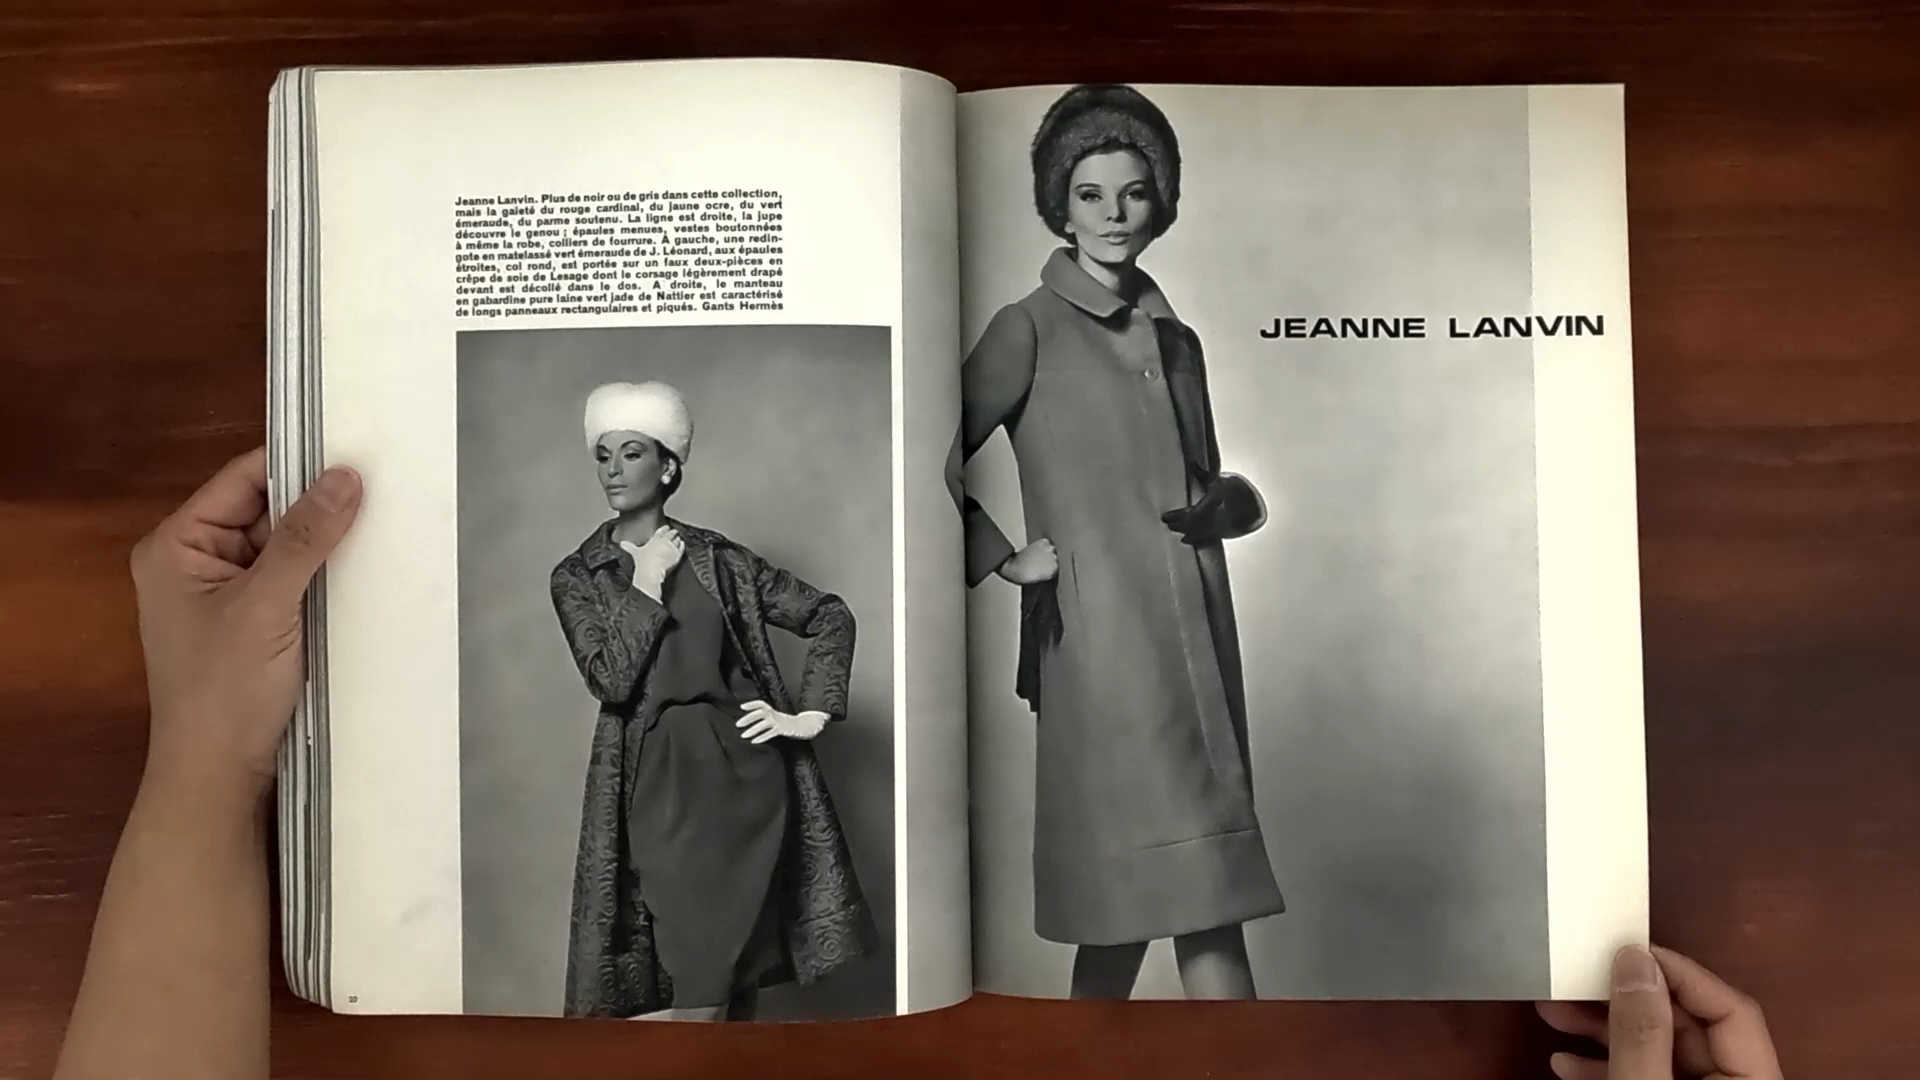 Jeanne Lanvin. Plus de noir ou de gris dans cette collection,
mais la gaieté du rouge cardinal, du jaune ocre, du vert
émeraude, du parme soutenu. La ligne est droite, la jupe
découvre le genou ; épaules menues, vestes boutonnées
à même la robe, colliers de fourrure. A gauche, une redin-
gote en matelassé vert émeraude de J. Léonard, aux épaules
étroites, col rond, est portée sur un faux deux-pièces en
crêpe de soie de Lesage dont le corsage légèrement drapé
devant est décollé dans le dos. A droite, le manteau
en gabardine pure laine vert jade de Nattier est caractérisé
de longs panneaux rectangulaires et piqués. Gants Hermès
JEANNE LANVIN